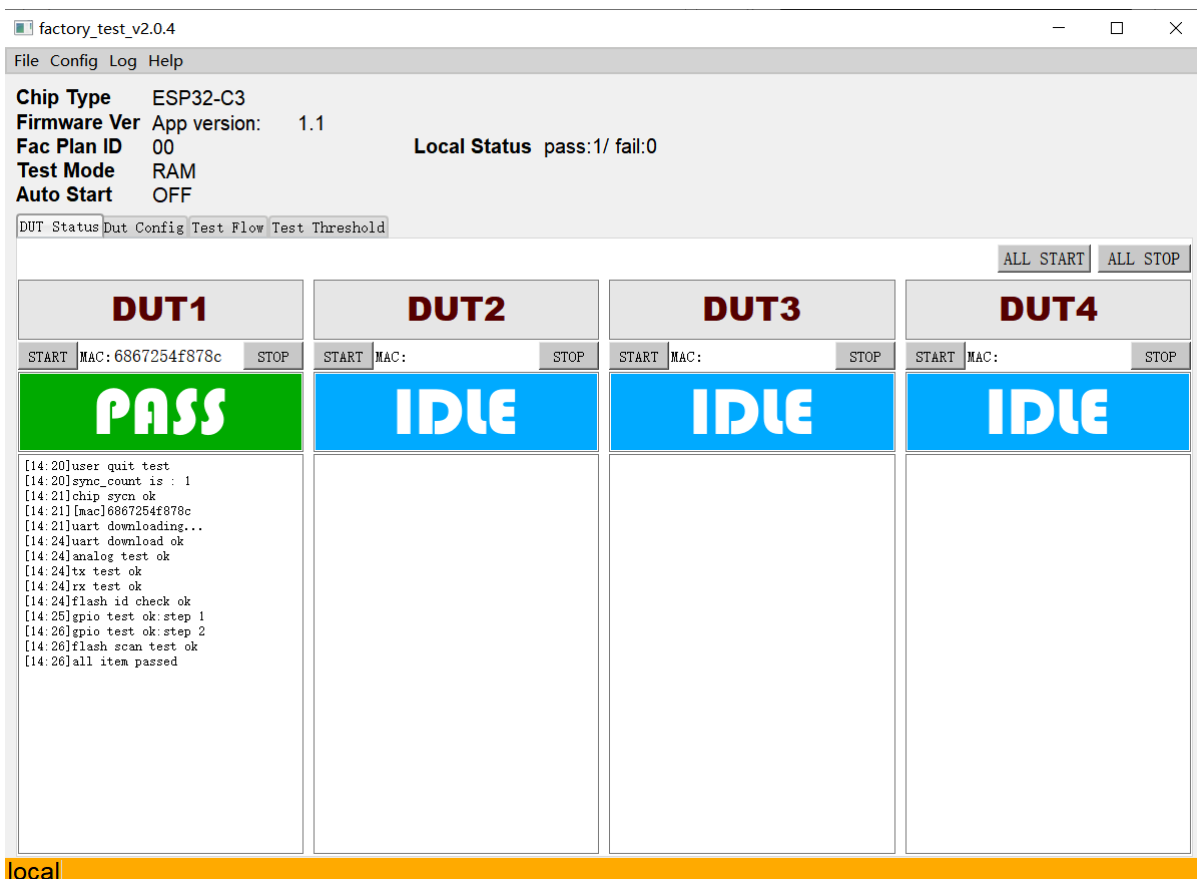 factory_test_v2.0.4
File Config Log Help
Chip Type ESP32-C3
Firmware Ver App version: 1.1
Fac Plan ID 00 Local Status pass:1/ fail:0
Test Mode RAM
Auto Start OFF
DUT Status Dut Config Test Flow Test Threshold
ALL START ALL STOP
DUT1 DUT2 DUT3 DUT4
START MAC:6867254f878c STOP START MAC: STOP START MAC: STOP START MAC: STOP
PASS IDLE IDLE IDLE
[14:20]user quit test
[14:20]sync_count is : 1
[14:21]chip sycn ok
[14:21][mac]6867254f878c
[14:21]uart downloading...
[14:24]uart download ok
[14:24]analog test ok
[14:24]tx test ok
[14:24]rx test ok
[14:24]flash id check ok
[14:25]gpio test ok:step 1
[14:26]gpio test ok:step 2
[14:26]flash scan test ok
[14:26]all item passed
local